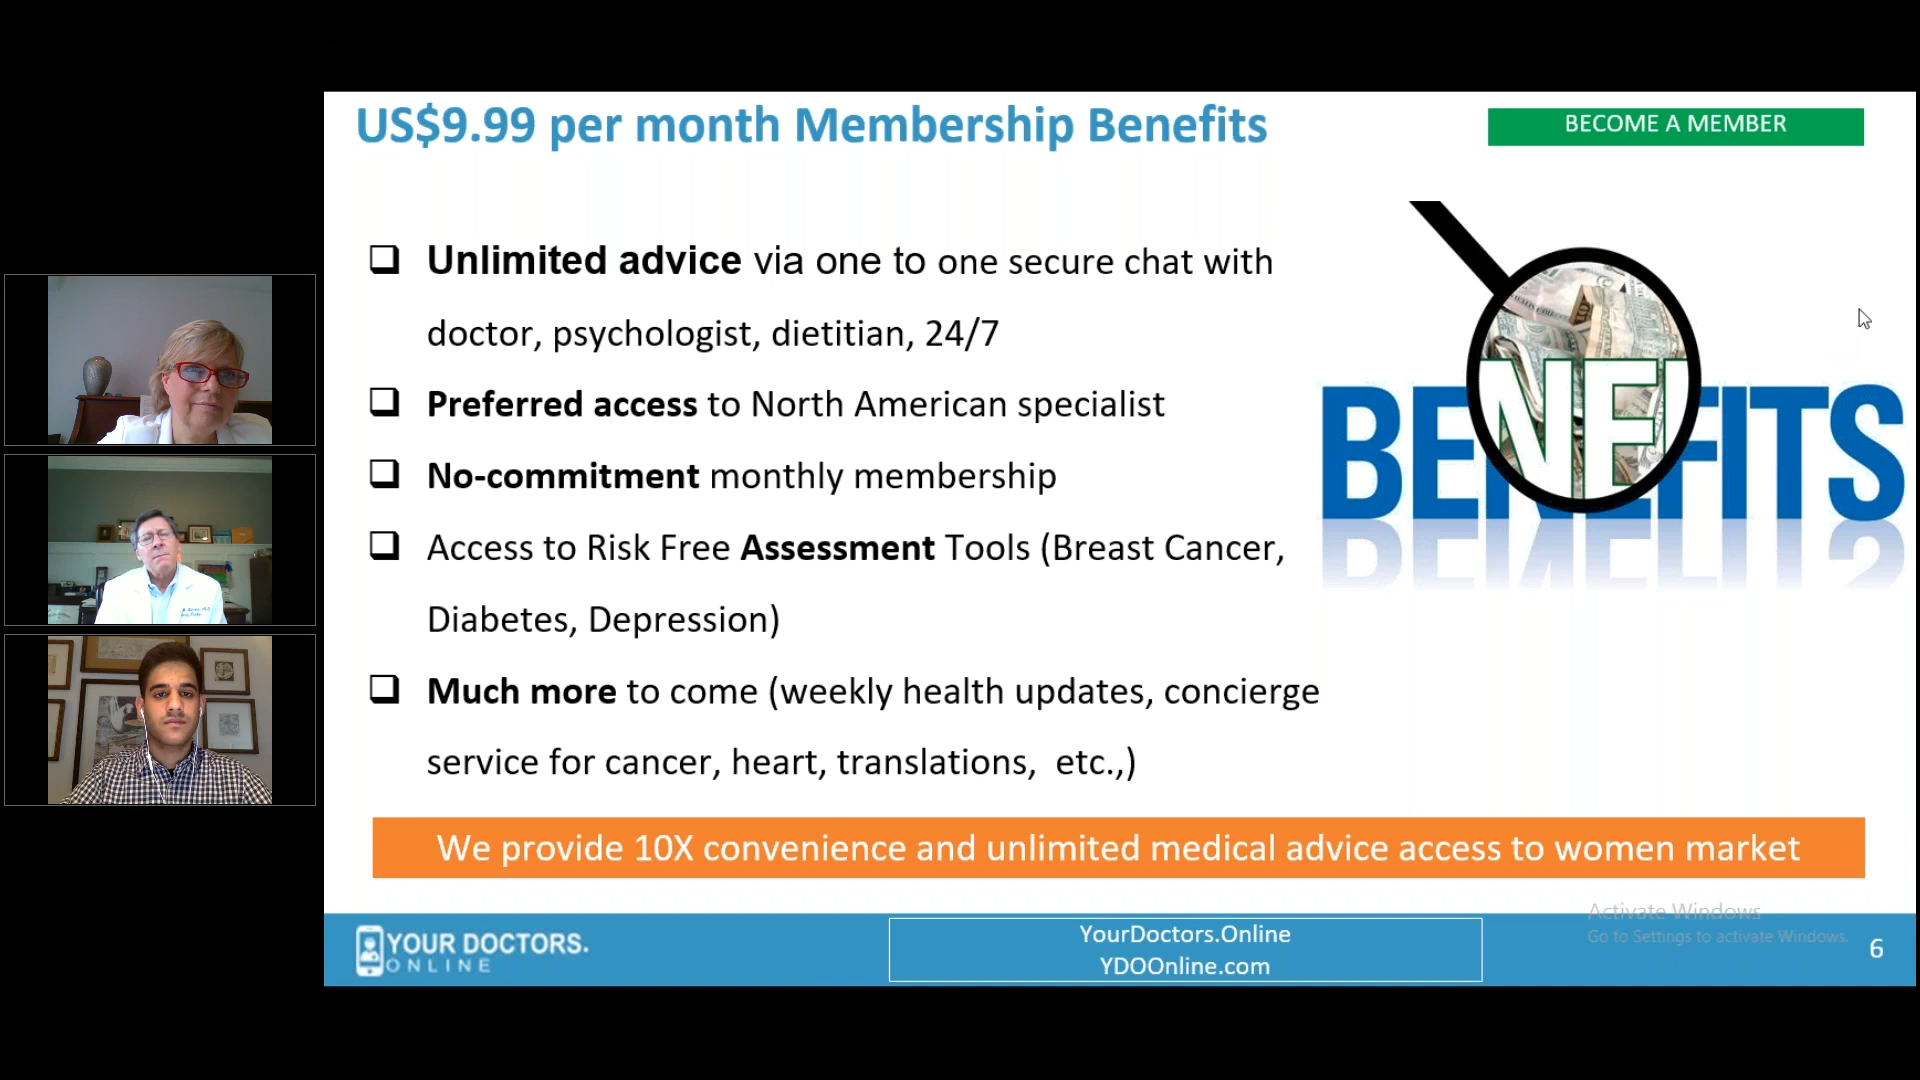 US$9.99 per month Membership Benefits
BECOME A MEMBER
Unlimited advice via one to one secure chat with
doctor, psychologist, dietitian, 24/7
Preferred access to North American specialist
No-commitment monthly membership
Access to Risk Free Assessment Tools (Breast Cancer,
Diabetes, Depression)
Much more to come (weekly health updates, concierge
service for cancer, heart, translations,  etc.,)
BENEFITS
We provide 10X convenience and unlimited medical advice access to women market
YOUR DOCTORS.
ONLINE
YourDoctors.Online
YDOOnline.com
Activate Windows
Go to Settings to activate Windows.
6